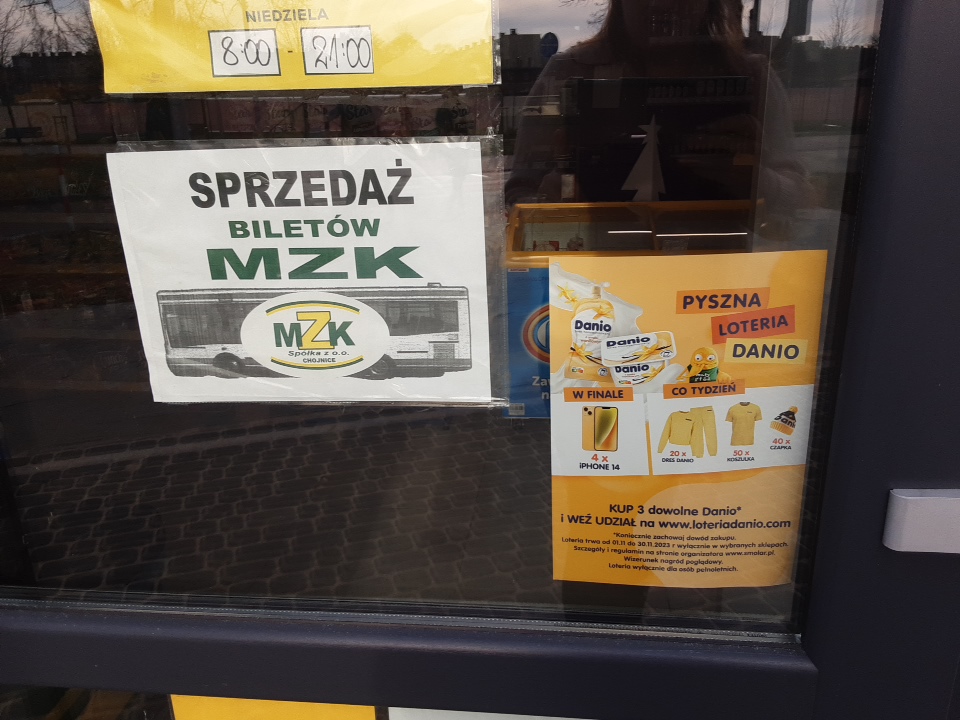 NIEDZIELA
8:00 - 21:00
SPRZEDAŻ
BILETÓW
MZK
MZK
Spółka z o.o.
CHOJNICE
PYSZNA
LOTERIA
DANIO
Danio
Danio
Danio
W FINALE
4 x
iPHONE 14
CO TYDZIEŃ
20 x
DRES DANIO
50 x
KOSZULKA
40 x
CZAPKA
KUP 3 dowolne Danio*
i WEŹ UDZIAŁ na www.loteriadanio.com
*Koniecznie zachowaj dowód zakupu.
Loteria trwa od 01.11 do 30.11.2023 r wyłącznie w wybranych sklepach.
Szczegóły i regulamin na stronie organizatora www.smolar.pl.
Wizerunek nagród poglądowy.
Loteria wyłącznie dla osób pełnoletnich.